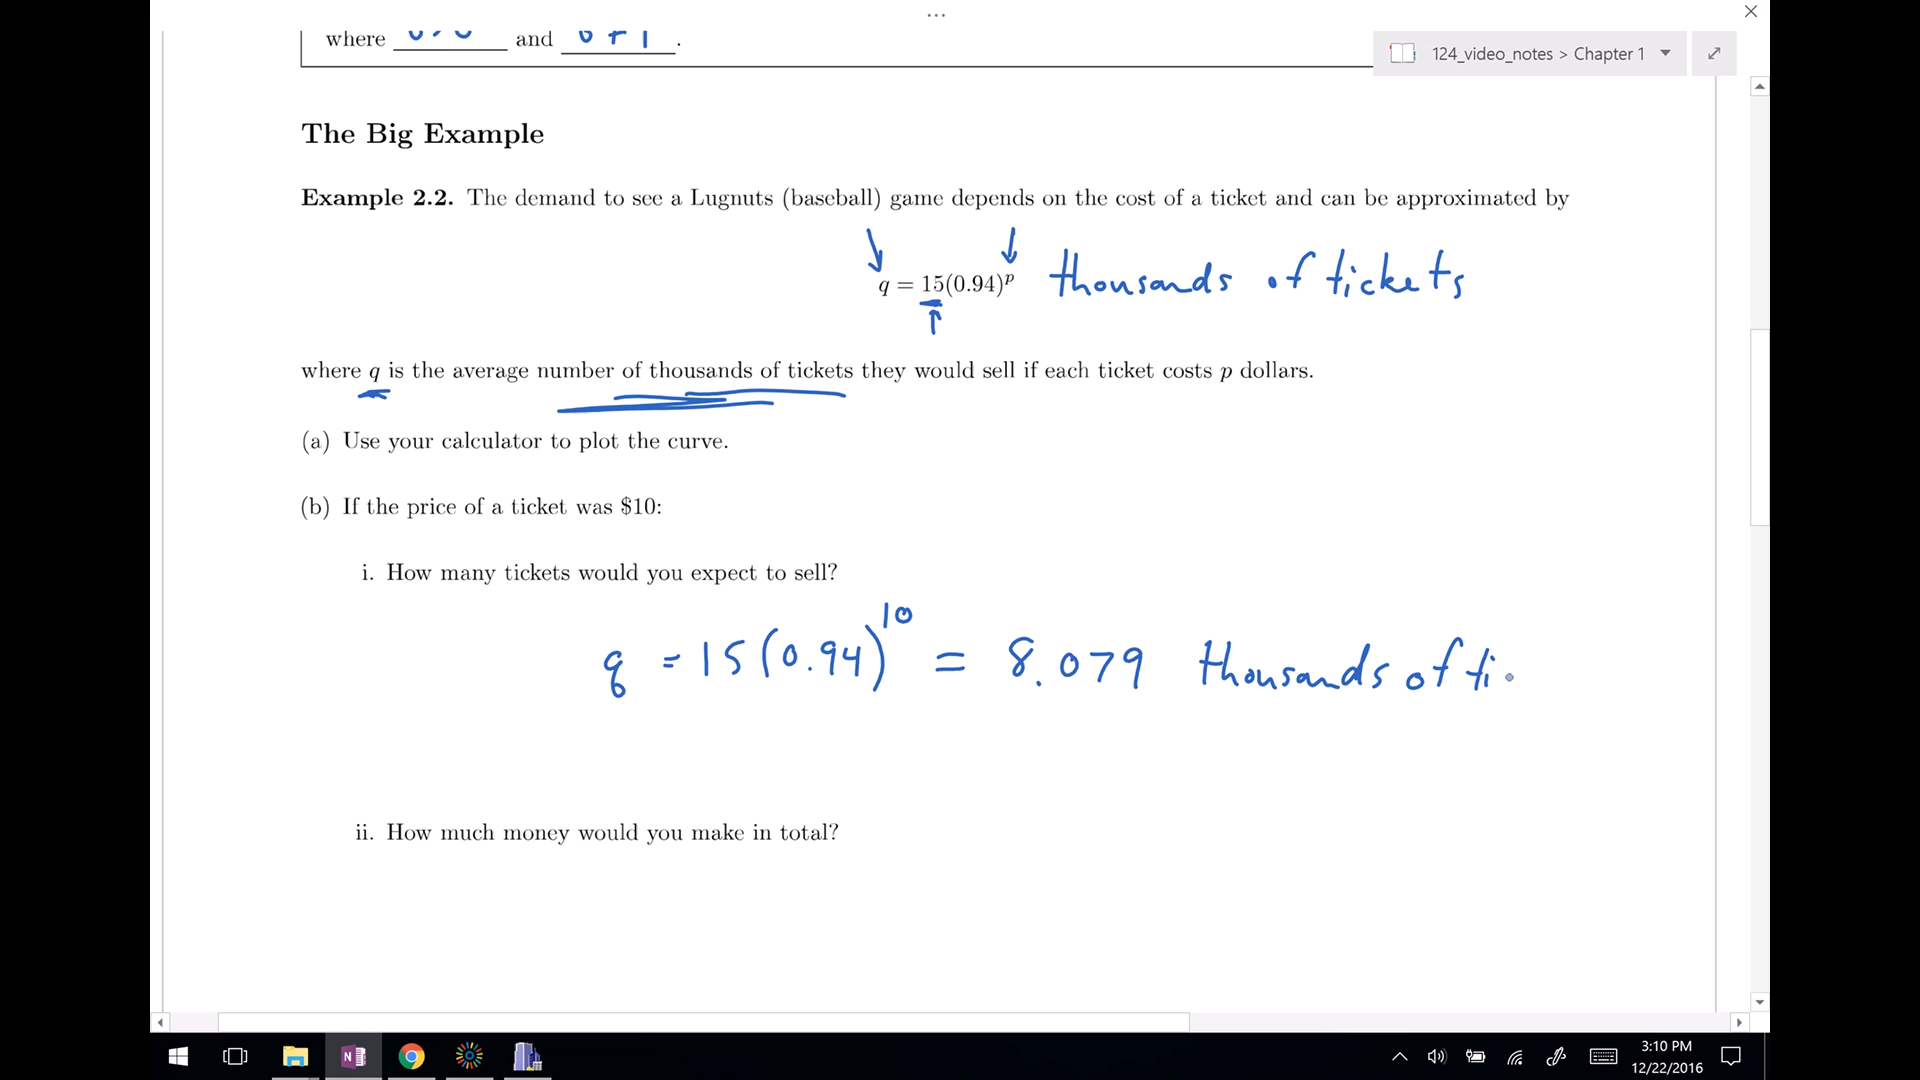 ...
where and .
124_video_notes > Chapter 1
The Big Example
Example 2.2. The demand to see a Lugnuts (baseball) game depends on the cost of a ticket and can be approximated by
q = 15(0.94)^p thousands of tickets
where q is the average number of thousands of tickets they would sell if each ticket costs p dollars.
(a) Use your calculator to plot the curve.
(b) If the price of a ticket was $10:
i. How many tickets would you expect to sell?
q = 15(0.94)^10 = 8.079 thousands of ti
ii. How much money would you make in total?
N
3:10 PM
12/22/2016